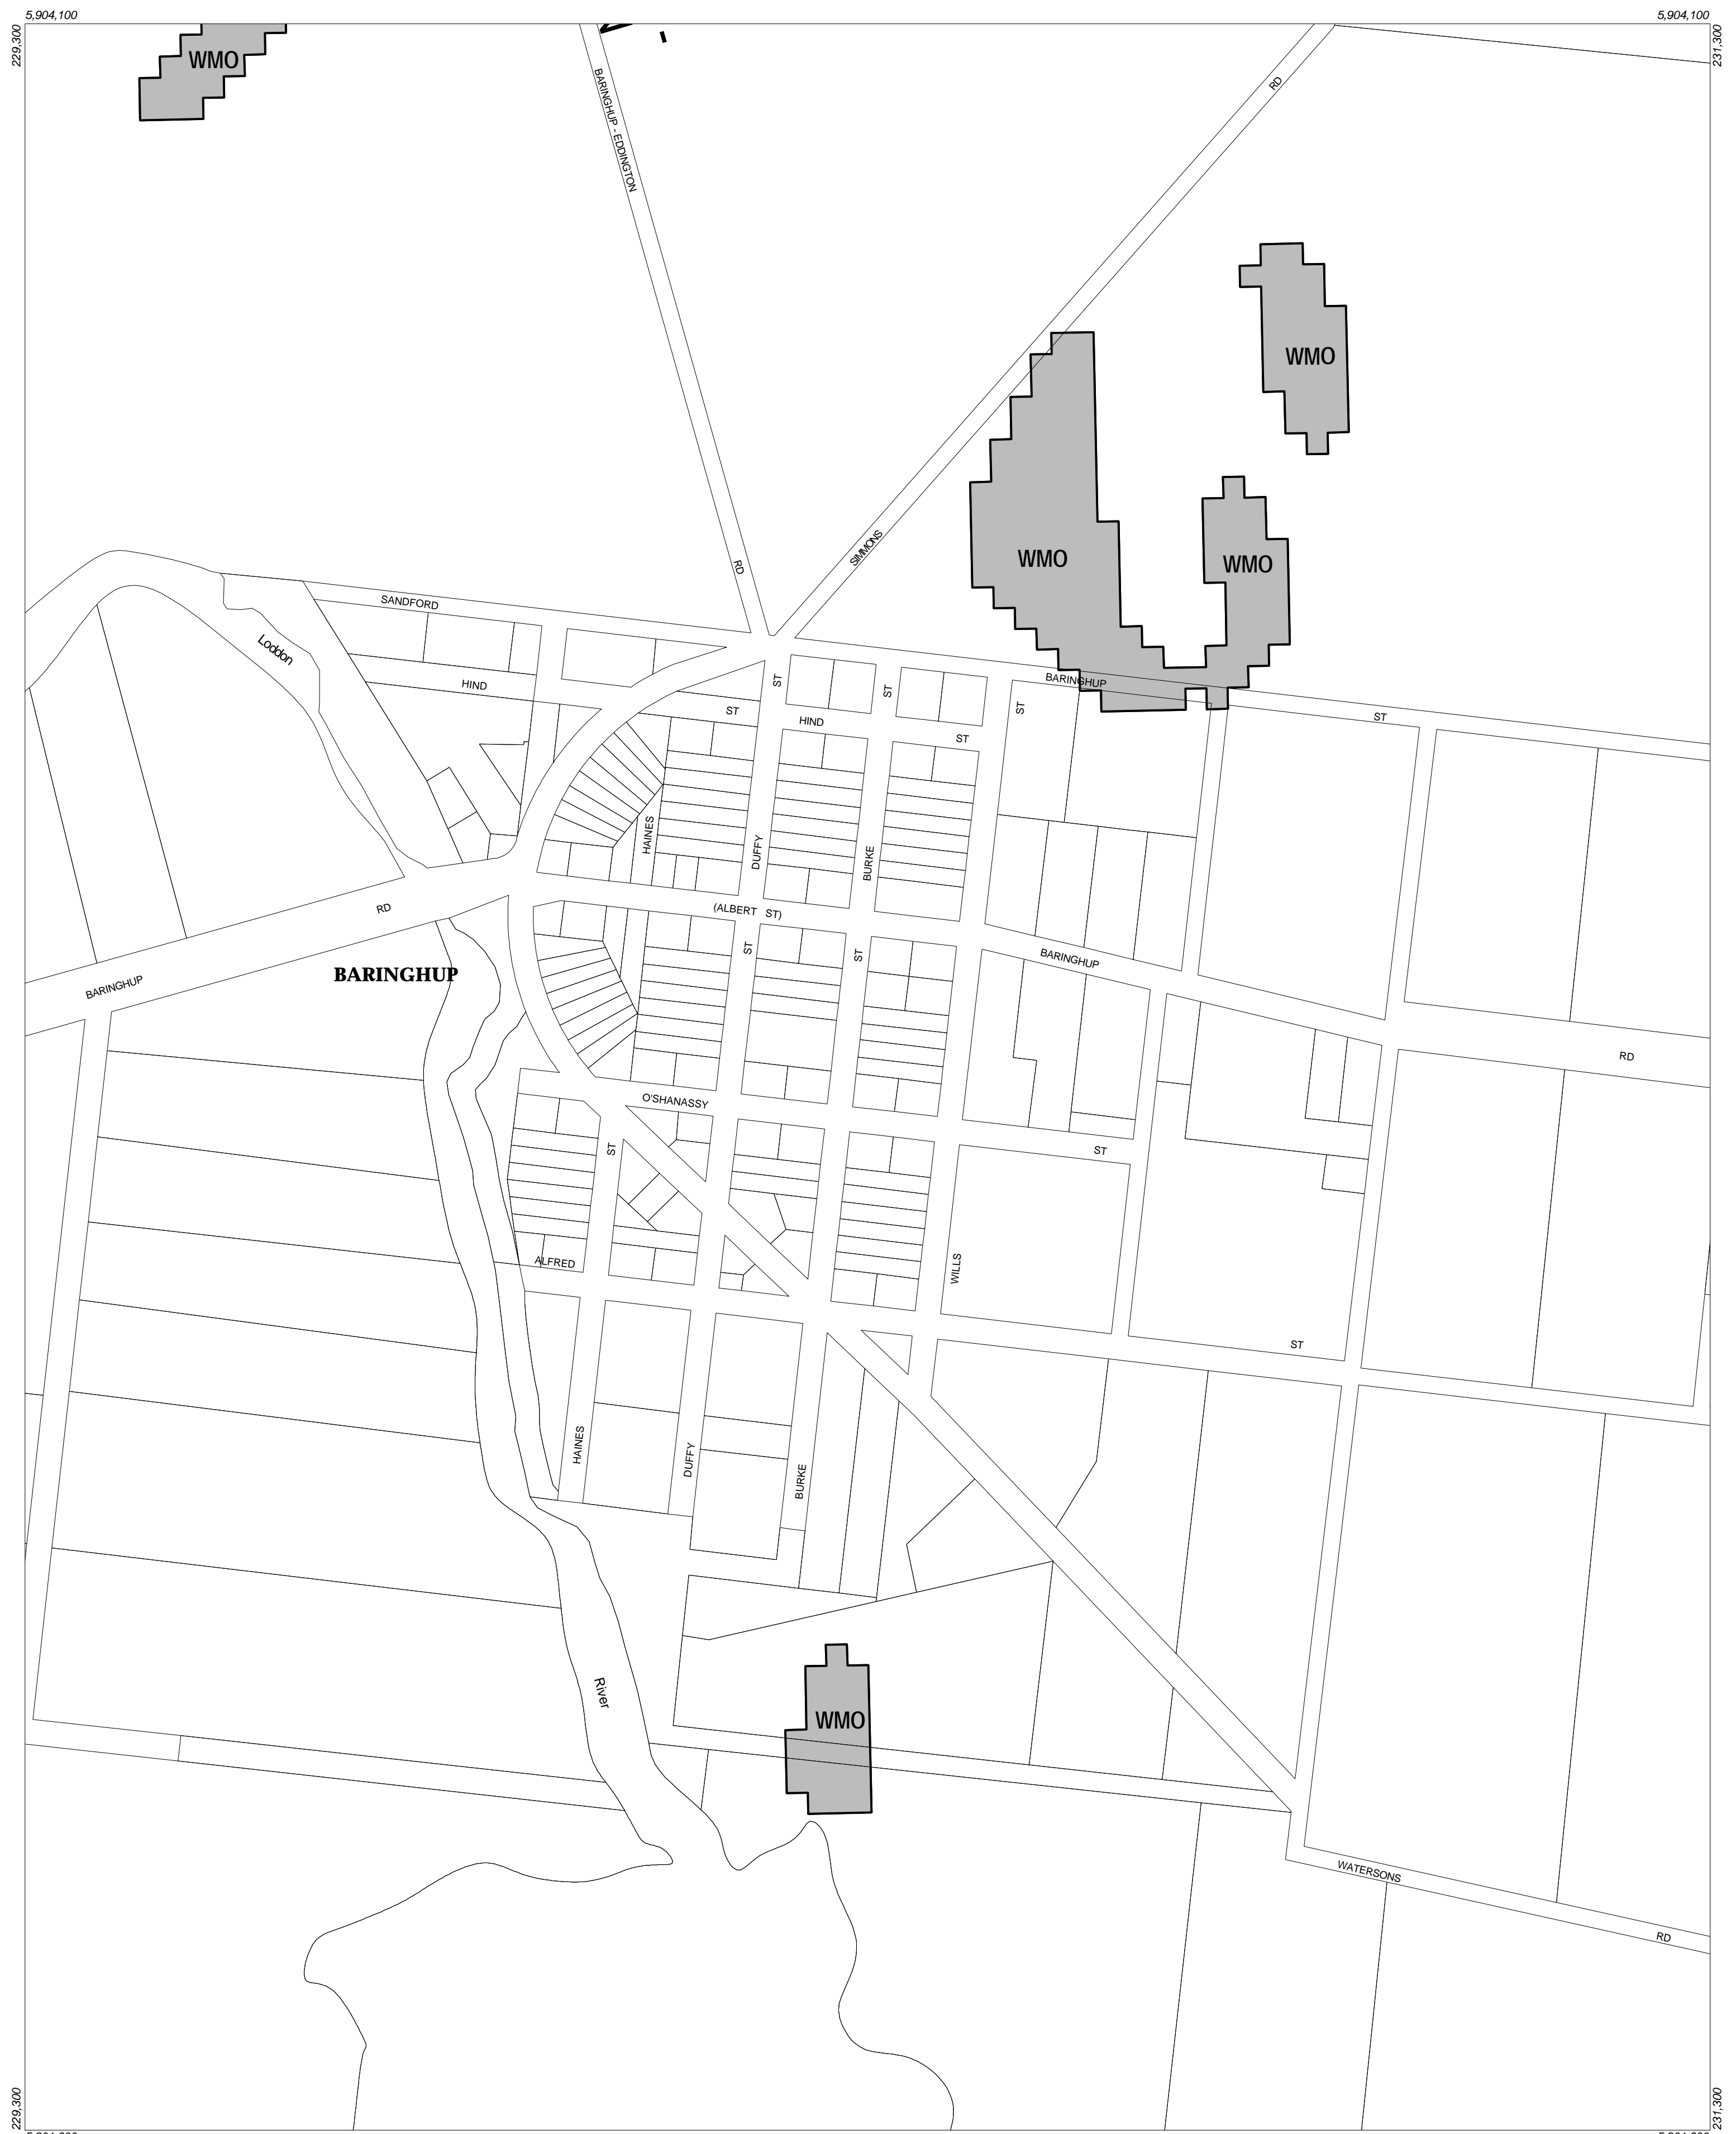 5,904,100
5,904,100
229,300
231,300
WMO
BARINGHUP - EDDINGTON
RD
WMO
SIMMONS
WMO
WMO
RD
SANDFORD
Loddon
HIND
ST
ST
ST
BARINGHUP
ST
ST
HIND
ST
HAINES
DUFFY
BURKE
RD
(ALBERT ST)
ST
ST
BARINGHUP
BARINGHUP
BARINGHUP
RD
O'SHANASSY
ST
ST
ALFRED
WILLS
ST
HAINES
DUFFY
BURKE
River
WMO
WATERSONS
RD
229,300
231,300